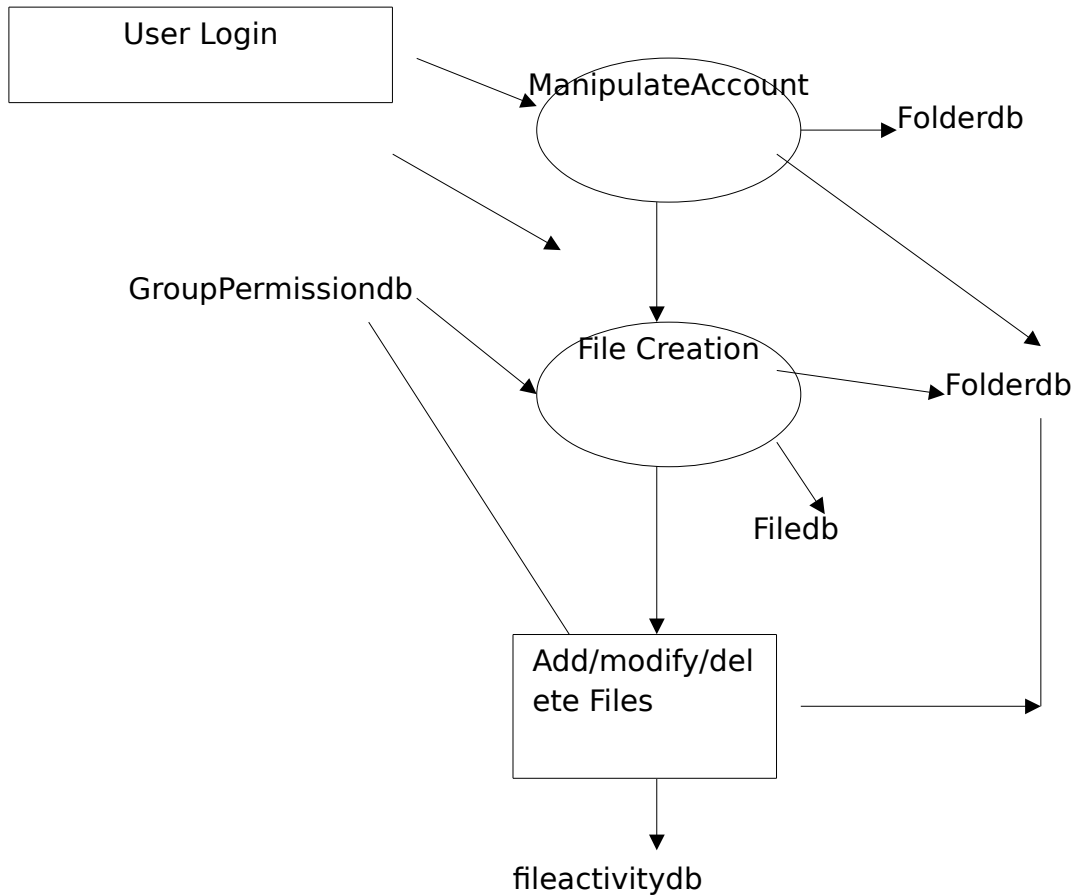 User Login
ManipulateAccount
Folderdb
GroupPermissiondb
File Creation
Folderdb
Filedb
Add/modify/del
ete Files
fileactivitydb